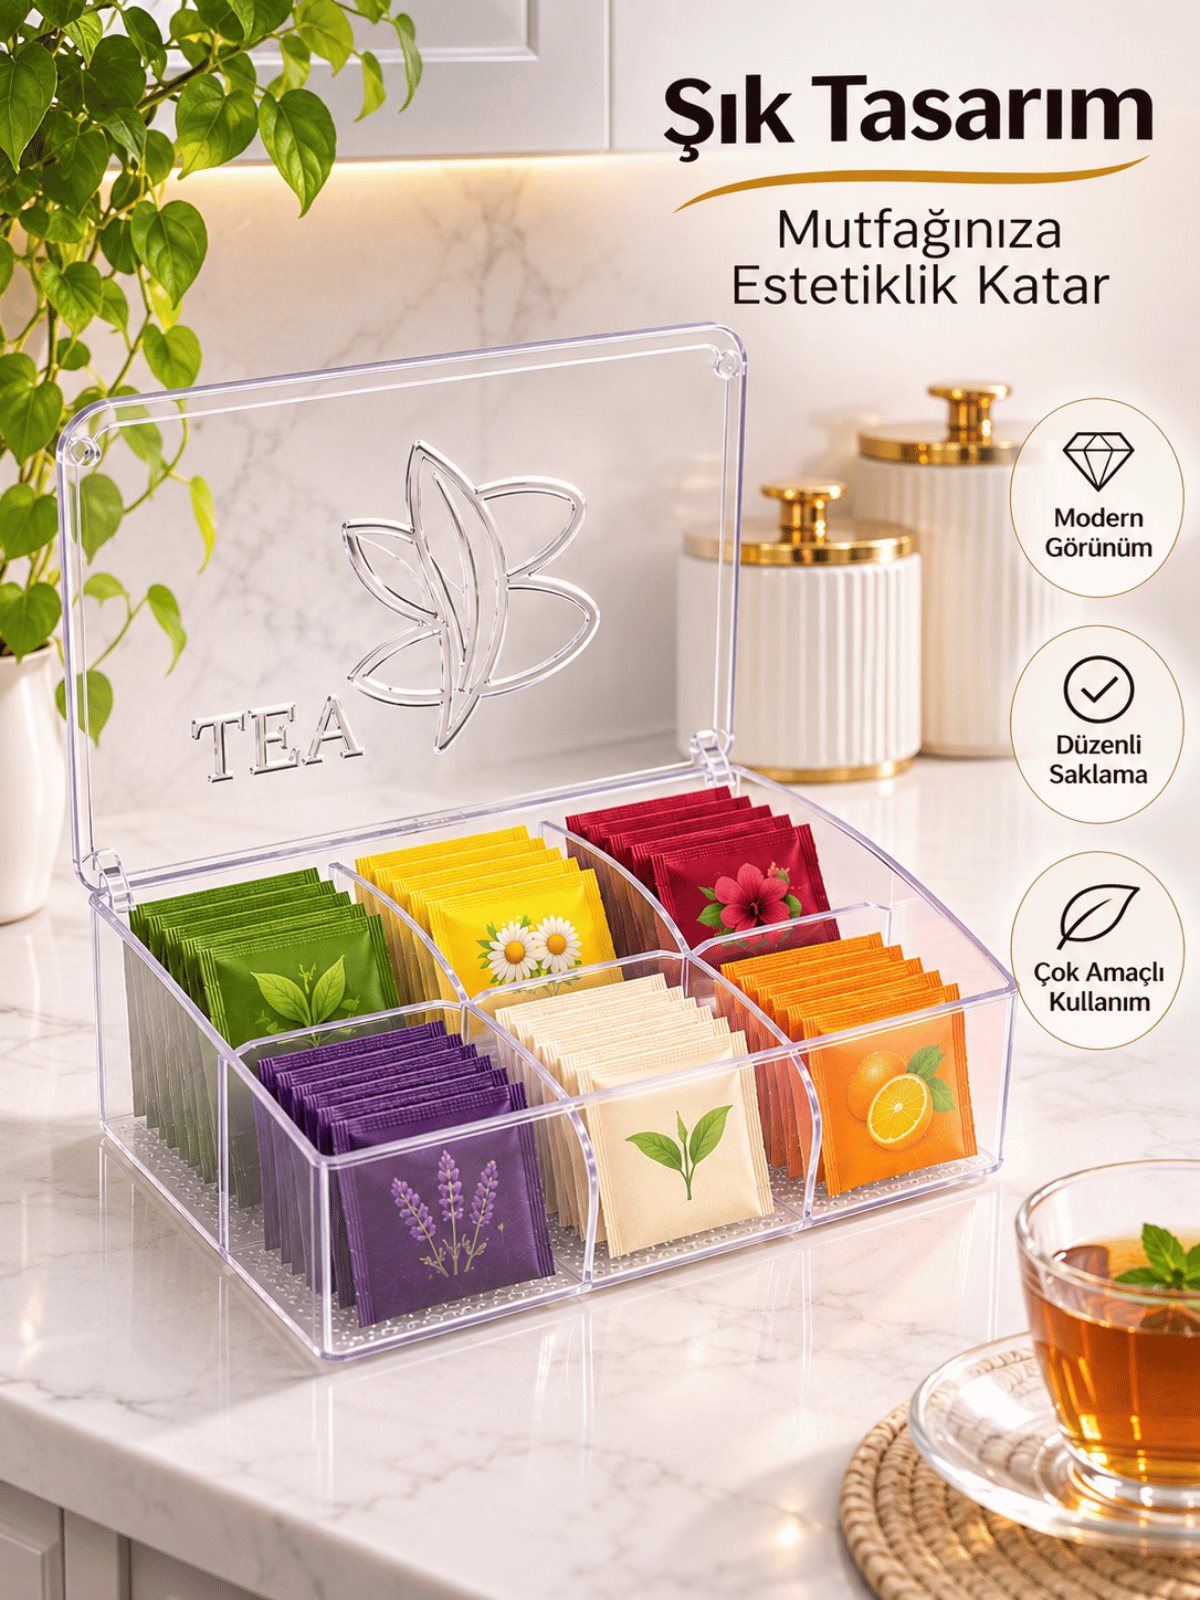 Şık Tasarım
Mutfağınıza
Estetiklik Katar
Modern
Görünüm
Düzenli
Saklama
Çok Amaçlı
Kullanım
TEA